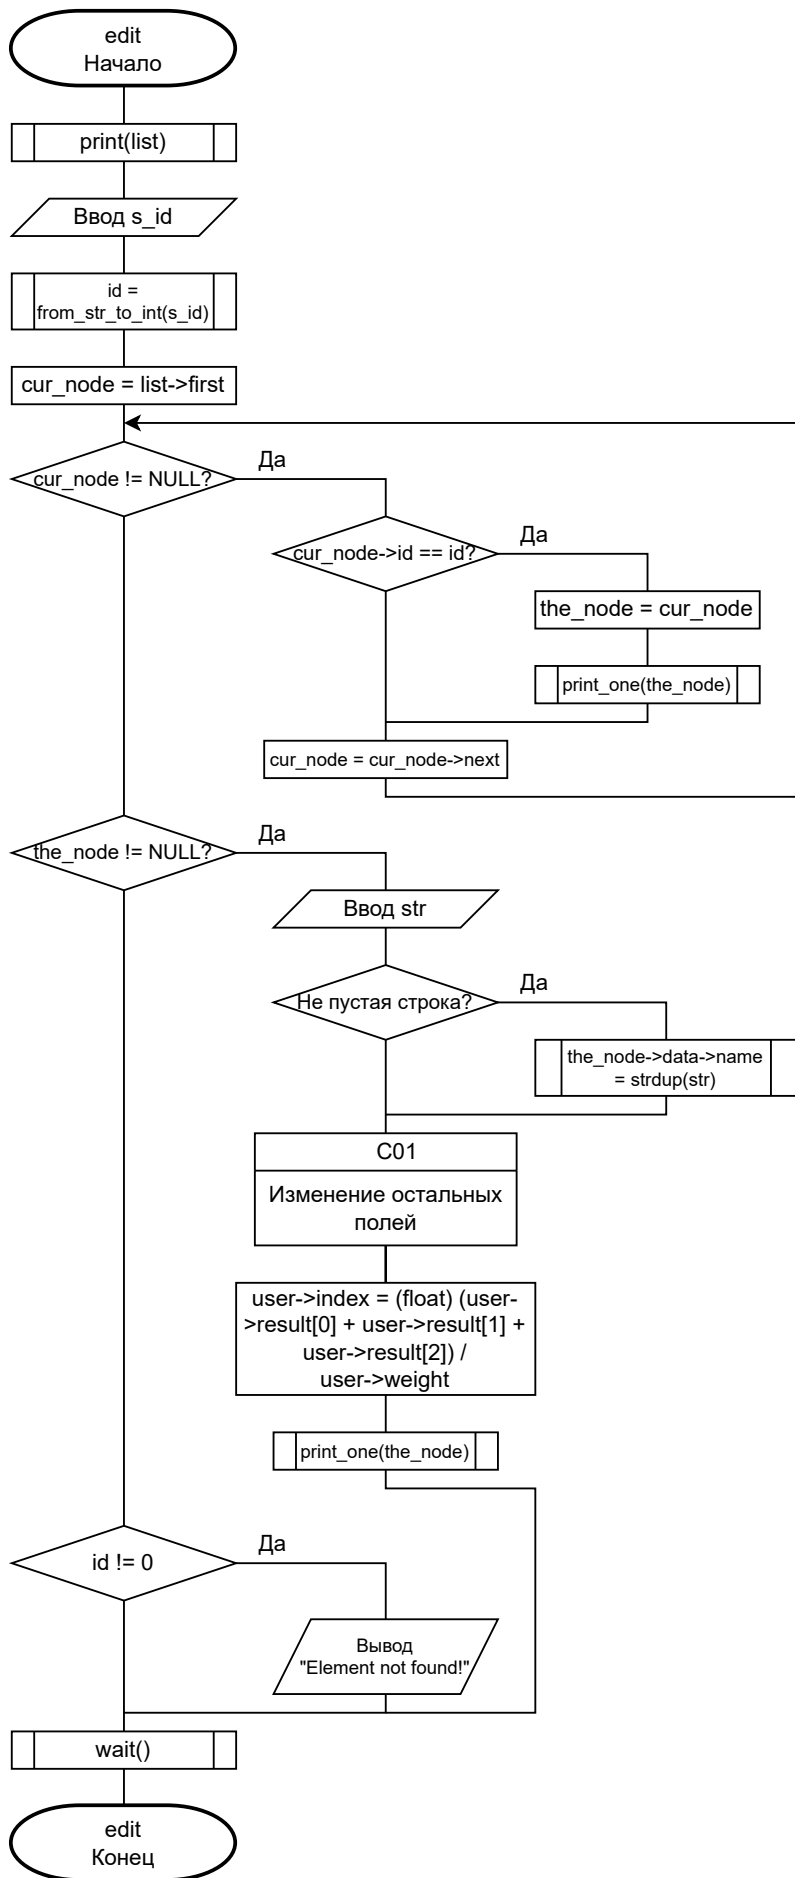 edit
Начало
print(list)
Ввод s_id
id =
from_str_to_int(s_id)
cur_node = list->first
cur_node != NULL?
Да
cur_node->id == id?
Да
the_node = cur_node
print_one(the_node)
cur_node = cur_node->next
the_node != NULL?
Да
Ввод str
Не пустая строка?
Да
the_node->data->name
= strdup(str)
C01
Изменение остальных
полей
user->index = (float) (user-
>result[0] + user->result[1] +
user->result[2]) /
user->weight
print_one(the_node)
id != 0
Да
Вывод
"Element not found!"
wait()
edit
Конец